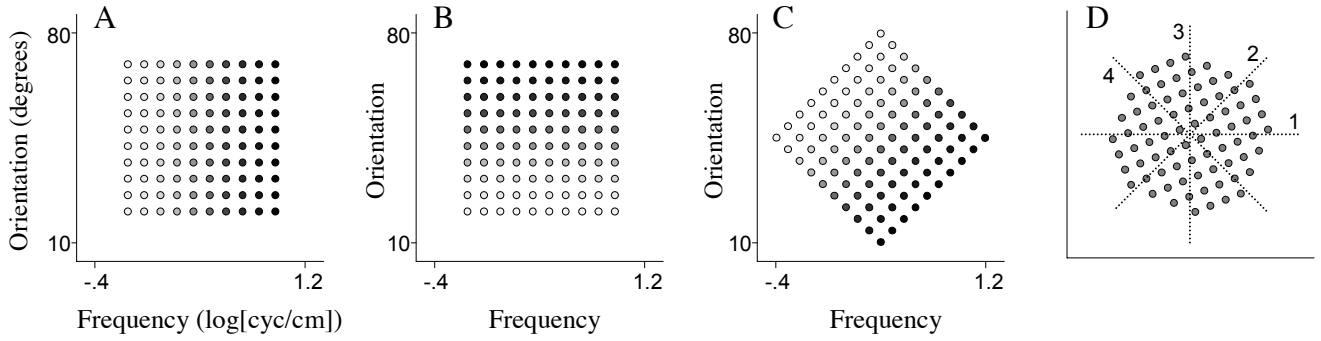 A
B
C
D
80
80
80
3
2
4
1
Orientation (degrees)
Orientation
Orientation
10
10
10
-.4
1.2
-.4
1.2
-.4
1.2
Frequency (log[cyc/cm])
Frequency
Frequency